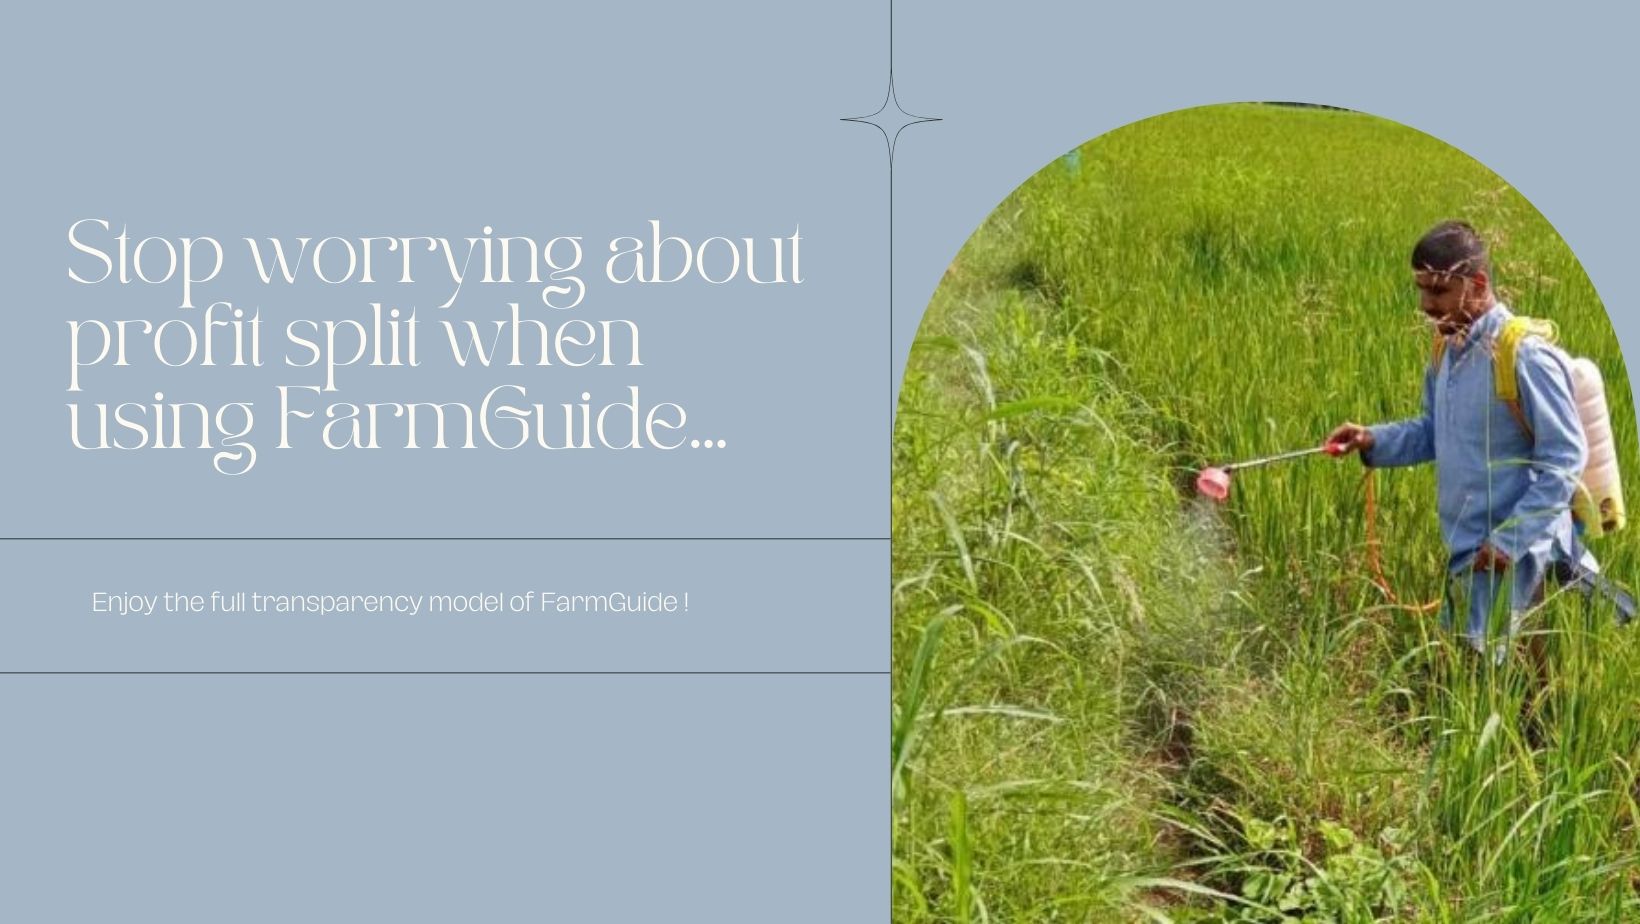 Stop worrying about
profit split when
using FarmGuide...
Enjoy the full transparency model of FarmGuide !